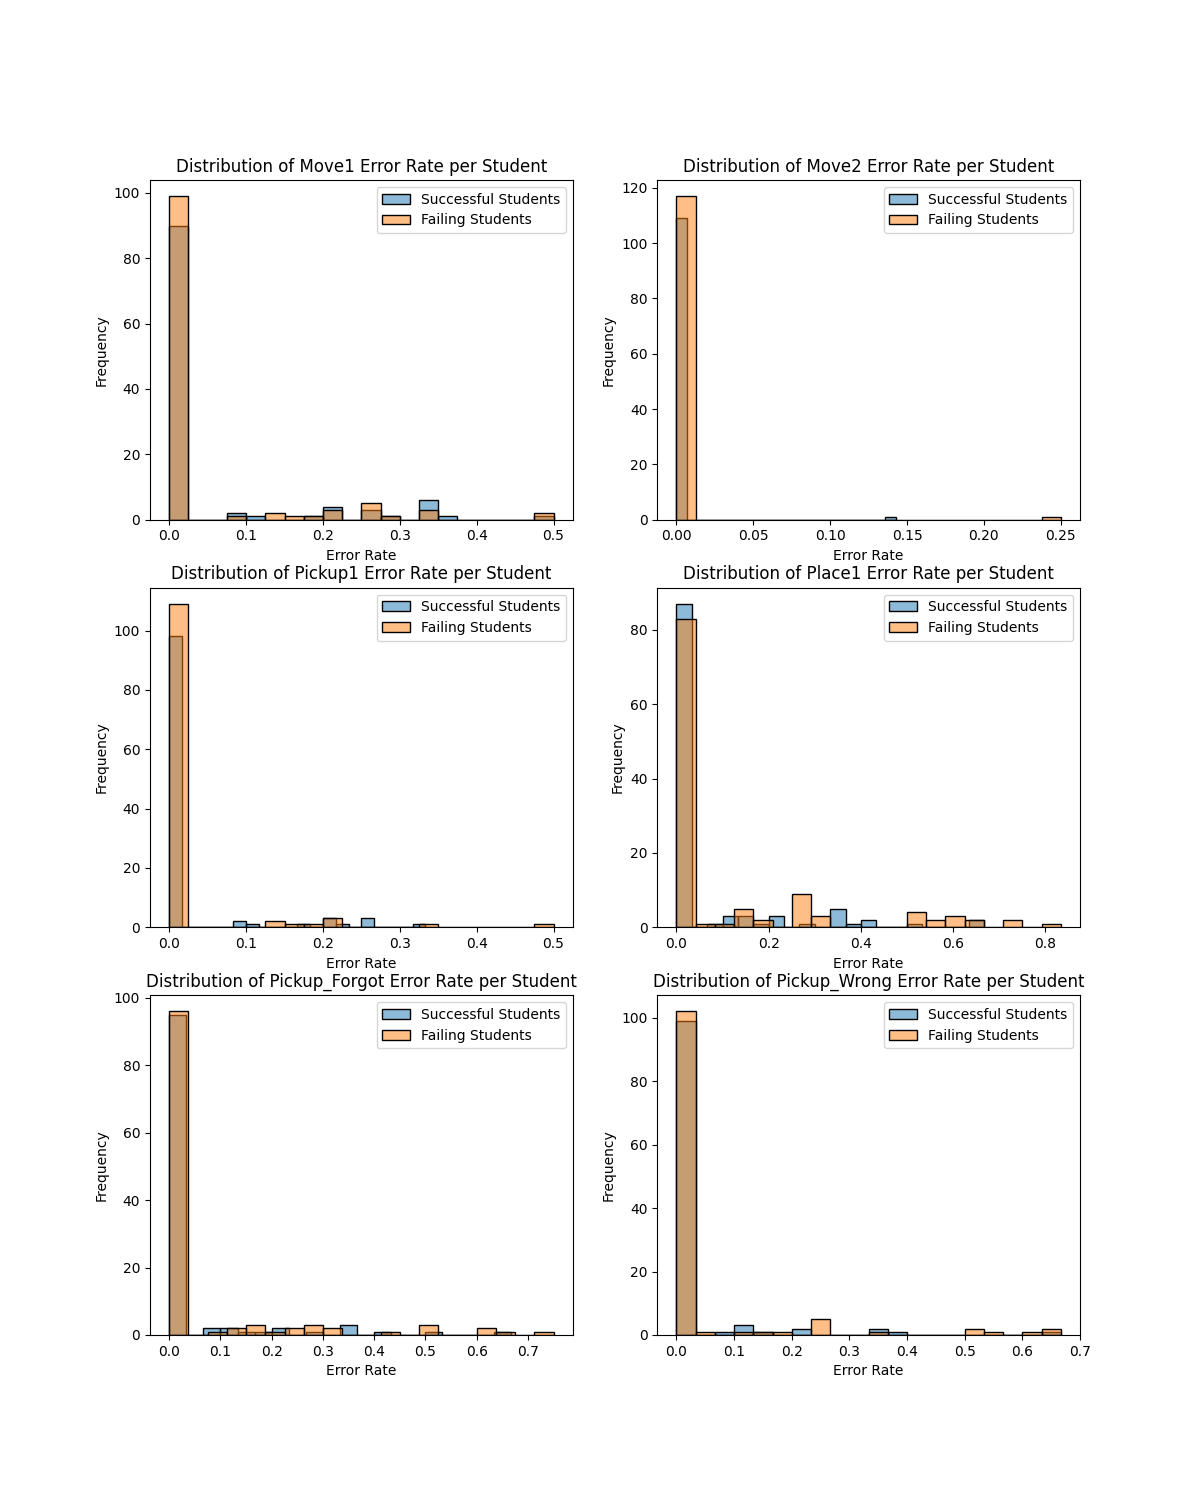 Distribution of Move1 Error Rate per Student
Successful Students
Failing Students
Frequency
100
80
60
40
20
0
0.0 0.1 0.2 0.3 0.4 0.5
Error Rate
Distribution of Move2 Error Rate per Student
Successful Students
Failing Students
Frequency
120
100
80
60
40
20
0
0.00 0.05 0.10 0.15 0.20 0.25
Error Rate
Distribution of Pickup1 Error Rate per Student
Successful Students
Failing Students
Frequency
100
80
60
40
20
0
0.0 0.1 0.2 0.3 0.4 0.5
Error Rate
Distribution of Place1 Error Rate per Student
Successful Students
Failing Students
Frequency
80
60
40
20
0
0.0 0.2 0.4 0.6 0.8
Error Rate
Distribution of Pickup_Forgot Error Rate per Student
Successful Students
Failing Students
Frequency
100
80
60
40
20
0
0.0 0.1 0.2 0.3 0.4 0.5 0.6 0.7
Error Rate
Distribution of Pickup_Wrong Error Rate per Student
Successful Students
Failing Students
Frequency
100
80
60
40
20
0
0.0 0.1 0.2 0.3 0.4 0.5 0.6 0.7
Error Rate